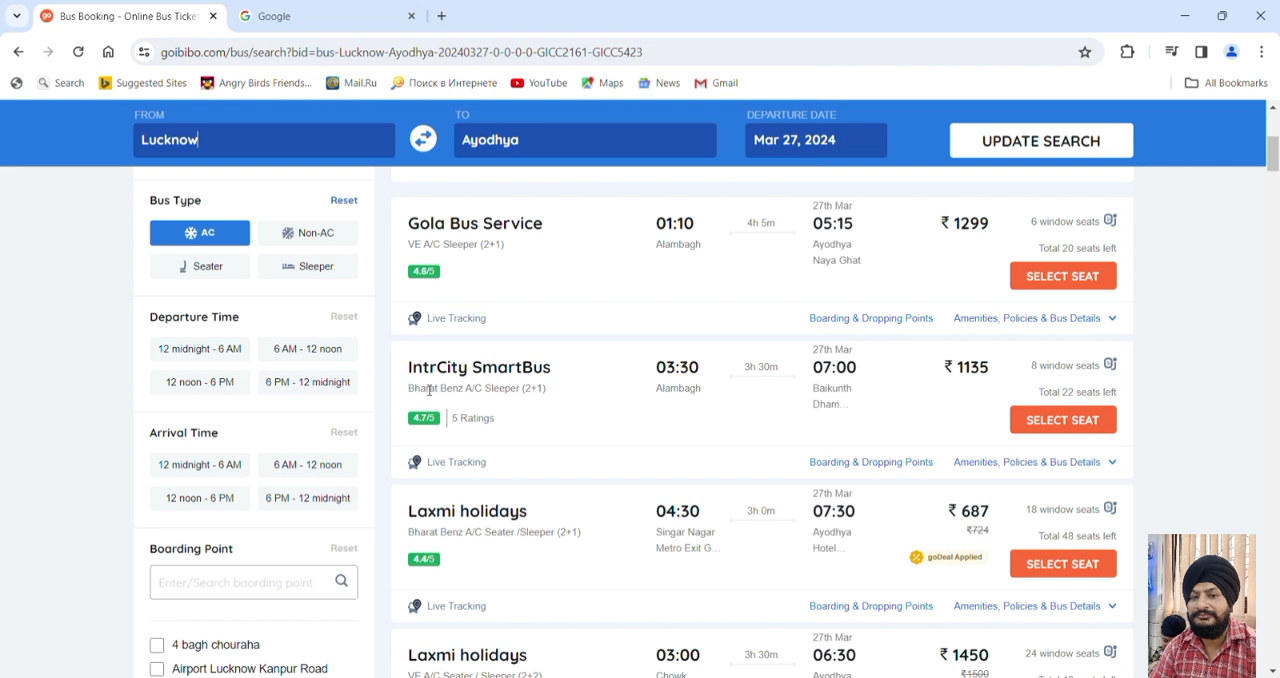 Bus Booking - Online Bus Ticke
Google
goibibo.com/bus/search?bid=bus-Lucknow-Ayodhya-20240327-0-0-0-0-GICC2161-GICC5423
Search
Suggested Sites
Angry Birds Friends...
Mail.Ru
Поиск в Интернете
YouTube
Maps
News
Gmail
All Bookmarks
FROM
Lucknow
TO
Ayodhya
DEPARTURE DATE
Mar 27, 2024
UPDATE SEARCH
Bus Type
Reset
AC
Non-AC
Seater
Sleeper
Departure Time
Reset
12 midnight - 6 AM
6 AM - 12 noon
12 noon - 6 PM
6 PM - 12 midnight
Arrival Time
Reset
12 midnight - 6 AM
6 AM - 12 noon
12 noon - 6 PM
6 PM - 12 midnight
Boarding Point
Reset
Enter/Search baording point
4 bagh chouraha
Airport Lucknow Kanpur Road
Gola Bus Service
VE A/C Sleeper (2+1)
4.6/5
01:10
Alambagh
4h 5m
27th Mar
05:15
Ayodhya
Naya Ghat
₹ 1299
6 window seats
Total 20 seats left
SELECT SEAT
Live Tracking
Boarding & Dropping Points
Amenities, Policies & Bus Details
IntrCity SmartBus
Bharat Benz A/C Sleeper (2+1)
4.7/5
5 Ratings
03:30
Alambagh
3h 30m
27th Mar
07:00
Baikunth
Dham...
₹ 1135
8 window seats
Total 22 seats left
SELECT SEAT
Live Tracking
Boarding & Dropping Points
Amenities, Policies & Bus Details
Laxmi holidays
Bharat Benz A/C Seater /Sleeper (2+1)
4.4/5
04:30
Singar Nagar
Metro Exit G...
3h 0m
27th Mar
07:30
Ayodhya
Hotel...
₹ 687
₹724
goDeal Applied
18 window seats
Total 48 seats left
SELECT SEAT
Live Tracking
Boarding & Dropping Points
Amenities, Policies & Bus Details
Laxmi holidays
VE A/C Seater / Sleeper (2+2)
03:00
Chowk
3h 30m
27th Mar
06:30
Ayodhya
₹ 1450
₹1500
24 window seats